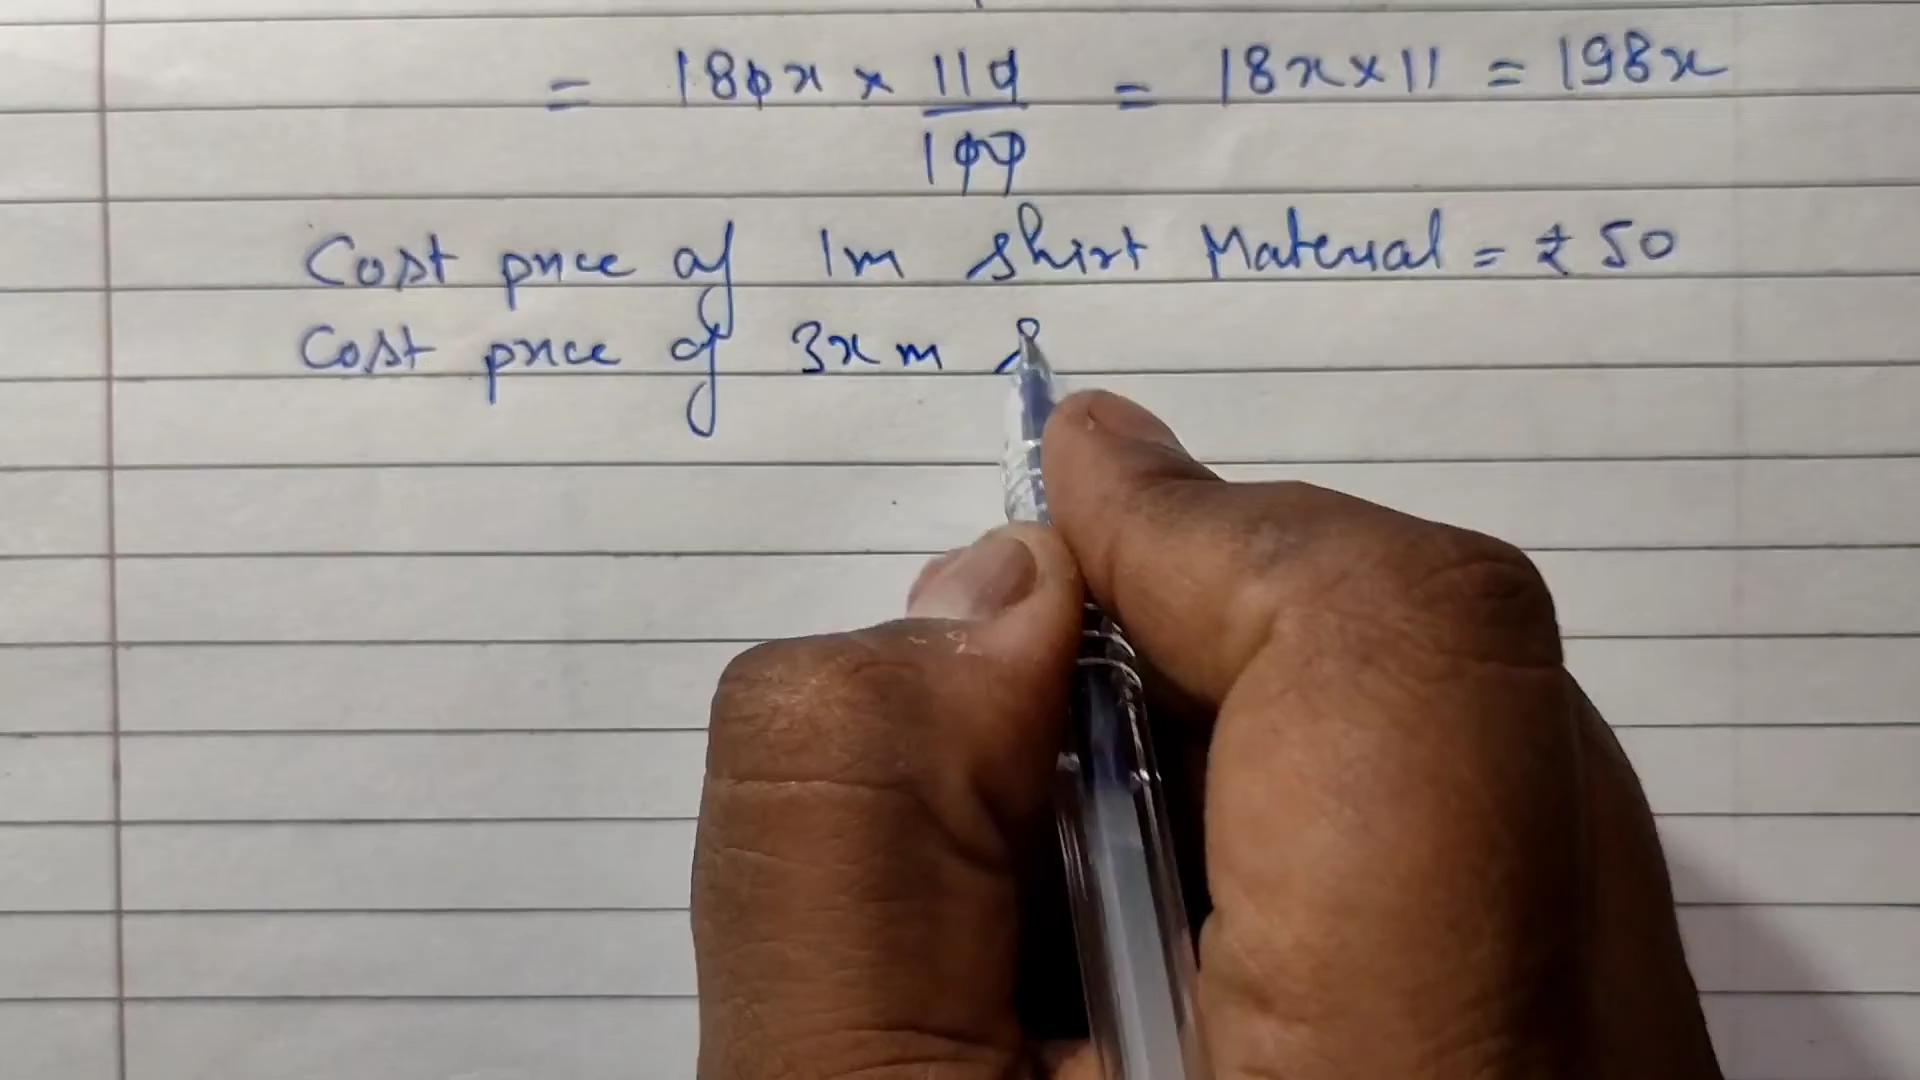 = 180x × 110/100 = 18x × 11 = 198x
Cost price of 1m shirt Material = ₹ 50
Cost price of 3x m s